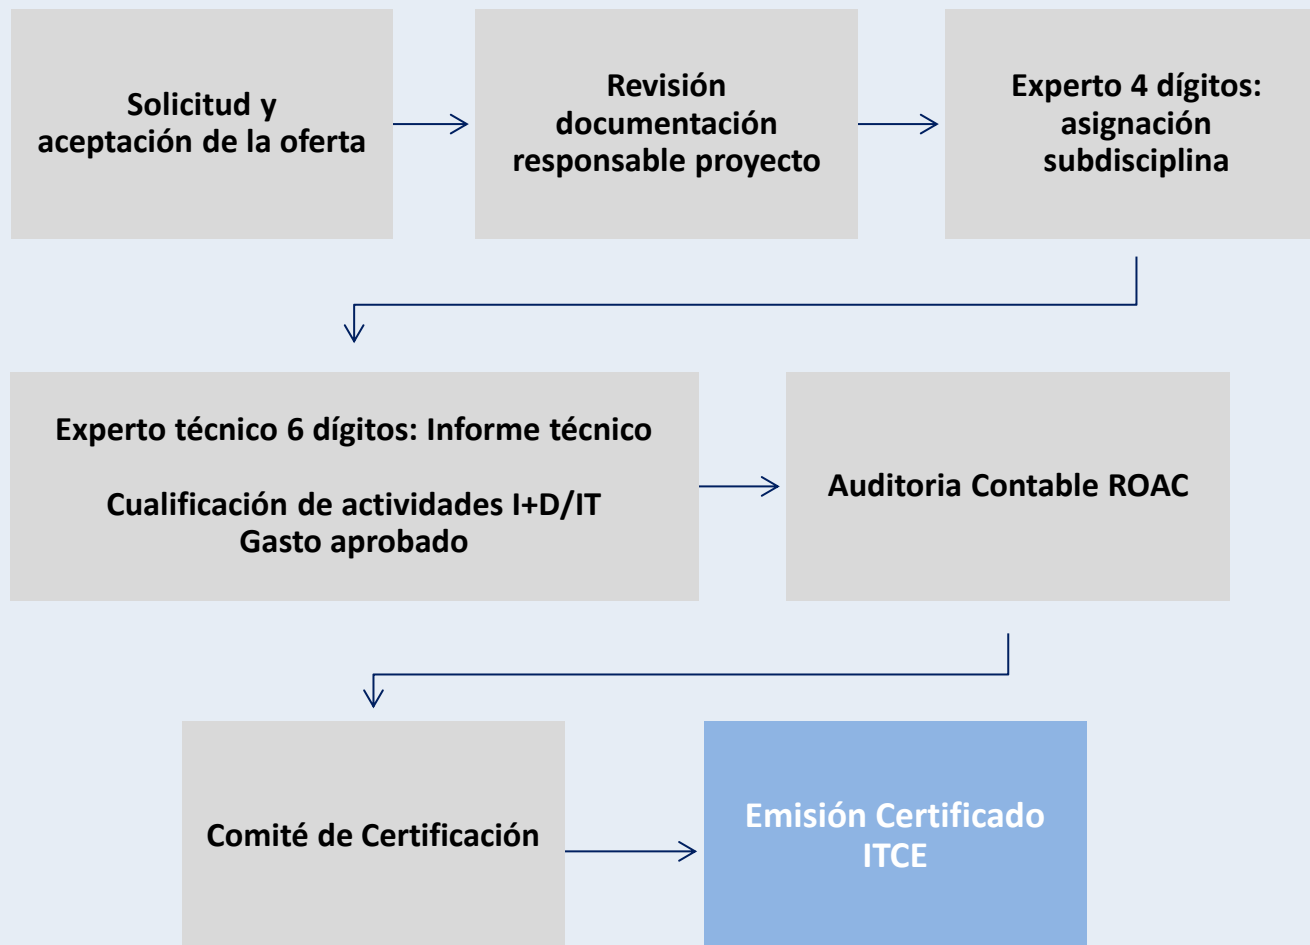 Solicitud y
aceptación de la oferta
Revisión
documentación
responsable proyecto
Experto 4 dígitos:
asignación
subdisciplina
Experto técnico 6 dígitos: Informe técnico
Cualificación de actividades I+D/IT
Gasto aprobado
Auditoria Contable ROAC
Comité de Certificación
Emisión Certificado
ITCE